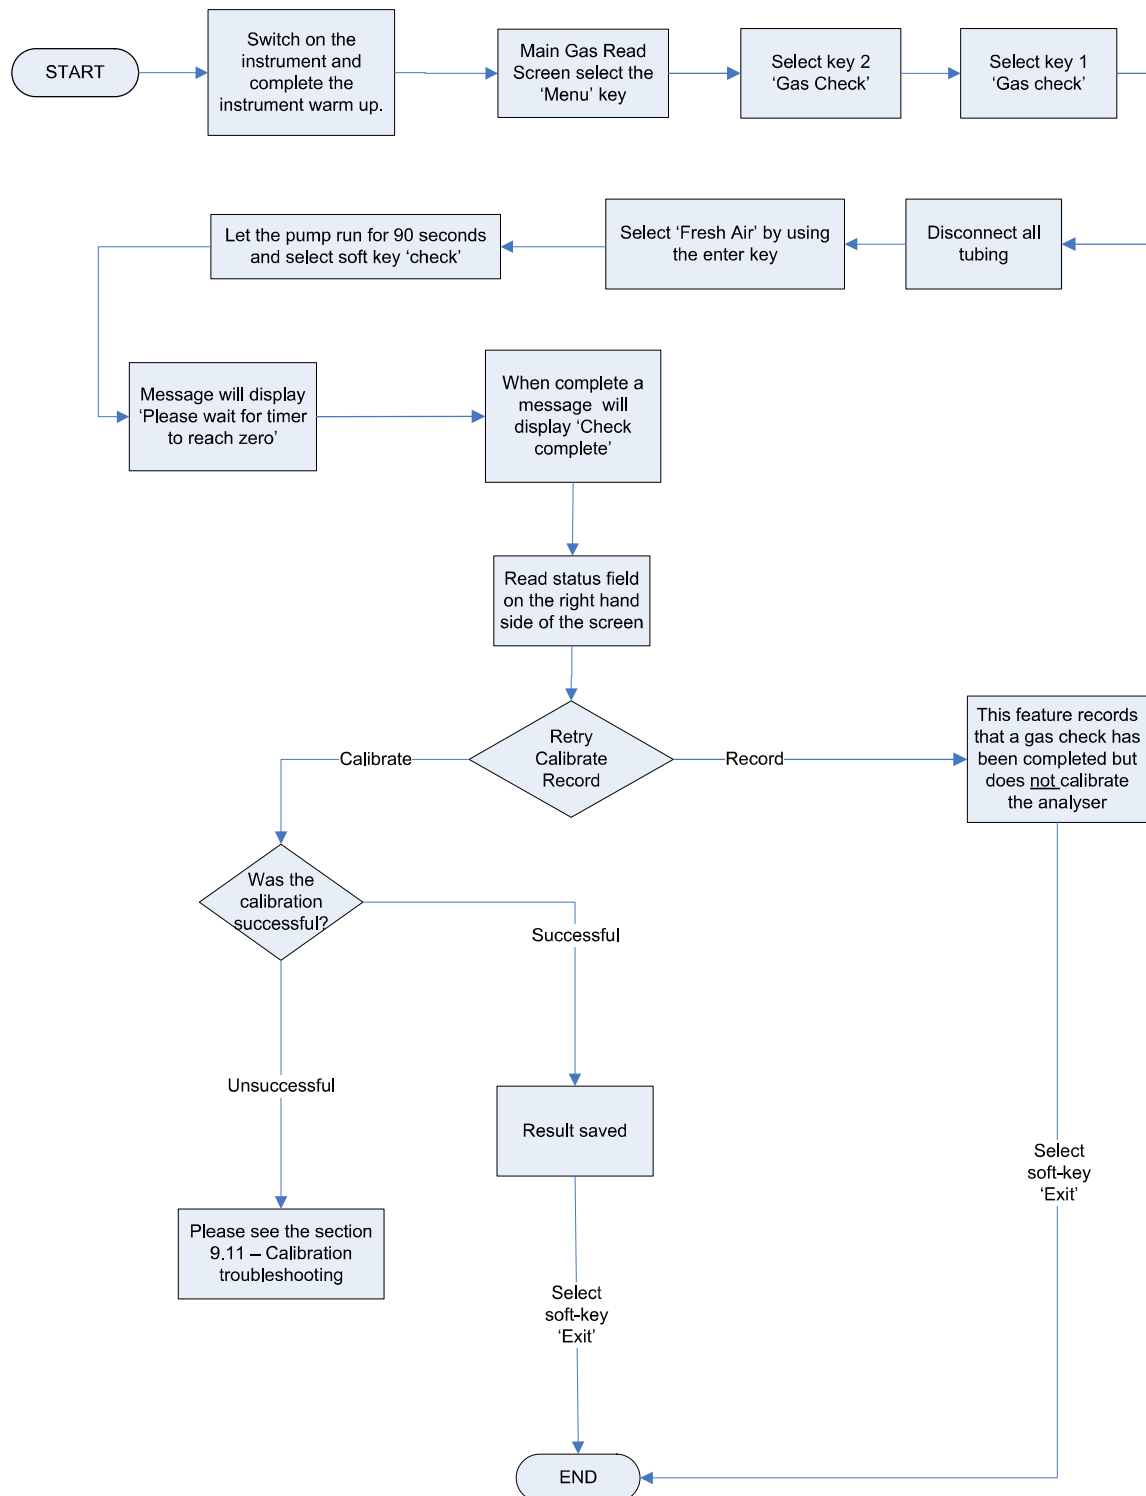 START
Switch on the
instrument and
complete the
instrument warm up.
Main Gas Read
Screen select the
‘Menu’ key
Select key 2
‘Gas Check’
Select key 1
‘Gas check’
Disconnect all
tubing
Select ‘Fresh Air’ by using
the enter key
Let the pump run for 90 seconds
and select soft key ‘check’
Message will display
‘Please wait for timer
to reach zero’
When complete a
message will
display ‘Check
complete’
Read status field
on the right hand
side of the screen
Retry
Calibrate
Record
Calibrate
Record
This feature records
that a gas check has
been completed but
does not calibrate
the analyser
Was the
calibration
successful?
Successful
Unsuccessful
Result saved
Please see the section
9.11 – Calibration
troubleshooting
Select
soft-key
‘Exit’
Select
soft-key
‘Exit’
END